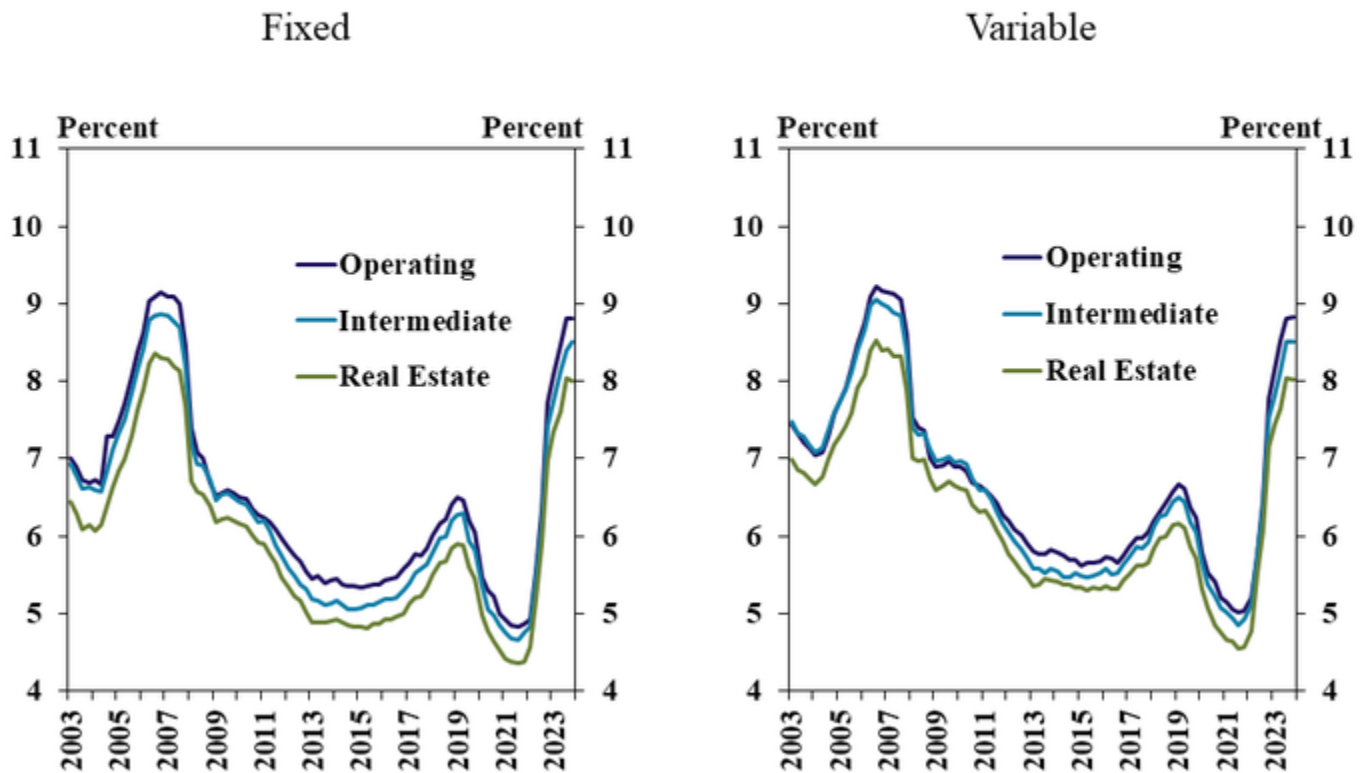 Fixed
Variable
Percent Percent
11 11
10 10
9 9
8 8
7 7
6 6
5 5
4 4
Operating
Intermediate
Real Estate
2003 2005 2007 2009 2011 2013 2015 2017 2019 2021 2023
Percent Percent
11 11
10 10
9 9
8 8
7 7
6 6
5 5
4 4
Operating
Intermediate
Real Estate
2003 2005 2007 2009 2011 2013 2015 2017 2019 2021 2023